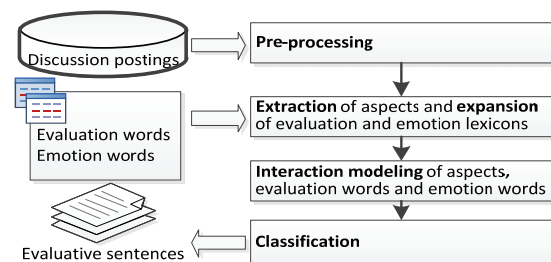 Discussion postings
Pre-processing
Evaluation words
Emotion words
Extraction of aspects and expansion
of evaluation and emotion lexicons
Interaction modeling of aspects,
evaluation words and emotion words
Evaluative sentences
Classification